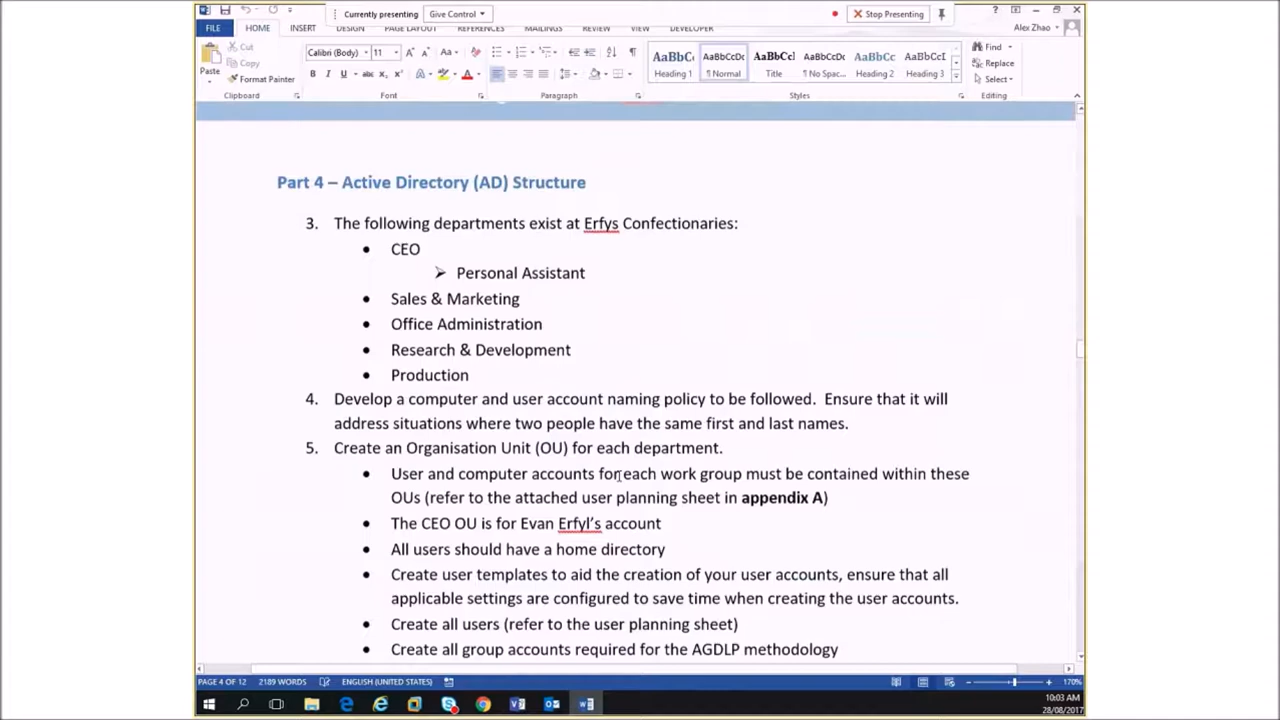 Currently presenting Give Control Stop Presenting
FILE HOME INSERT DESIGN PAGE LAYOUT REFERENCES MAILINGS REVIEW VIEW DEVELOPER Alex Zhao
Cut
Copy
Format Painter
Paste
Calibri (Body) 11
AaBbC AaBbCcDc AaBbCcl AaBbCcDc AaBbCc AaBbCcD
Heading 1 ¶ Normal Title ¶ No Spac... Heading 2 Heading 3
Find
Replace
Select
Clipboard Font Paragraph Styles Editing
Part 4 – Active Directory (AD) Structure
3. The following departments exist at Erfys Confectionaries:
• CEO
➢ Personal Assistant
• Sales & Marketing
• Office Administration
• Research & Development
• Production
4. Develop a computer and user account naming policy to be followed. Ensure that it will
address situations where two people have the same first and last names.
5. Create an Organisation Unit (OU) for each department.
• User and computer accounts for each work group must be contained within these
OUs (refer to the attached user planning sheet in appendix A)
• The CEO OU is for Evan Erfyl’s account
• All users should have a home directory
• Create user templates to aid the creation of your user accounts, ensure that all
applicable settings are configured to save time when creating the user accounts.
• Create all users (refer to the user planning sheet)
• Create all group accounts required for the AGDLP methodology
PAGE 4 OF 12 2189 WORDS ENGLISH (UNITED STATES) 170%
10:03 AM
28/08/2017